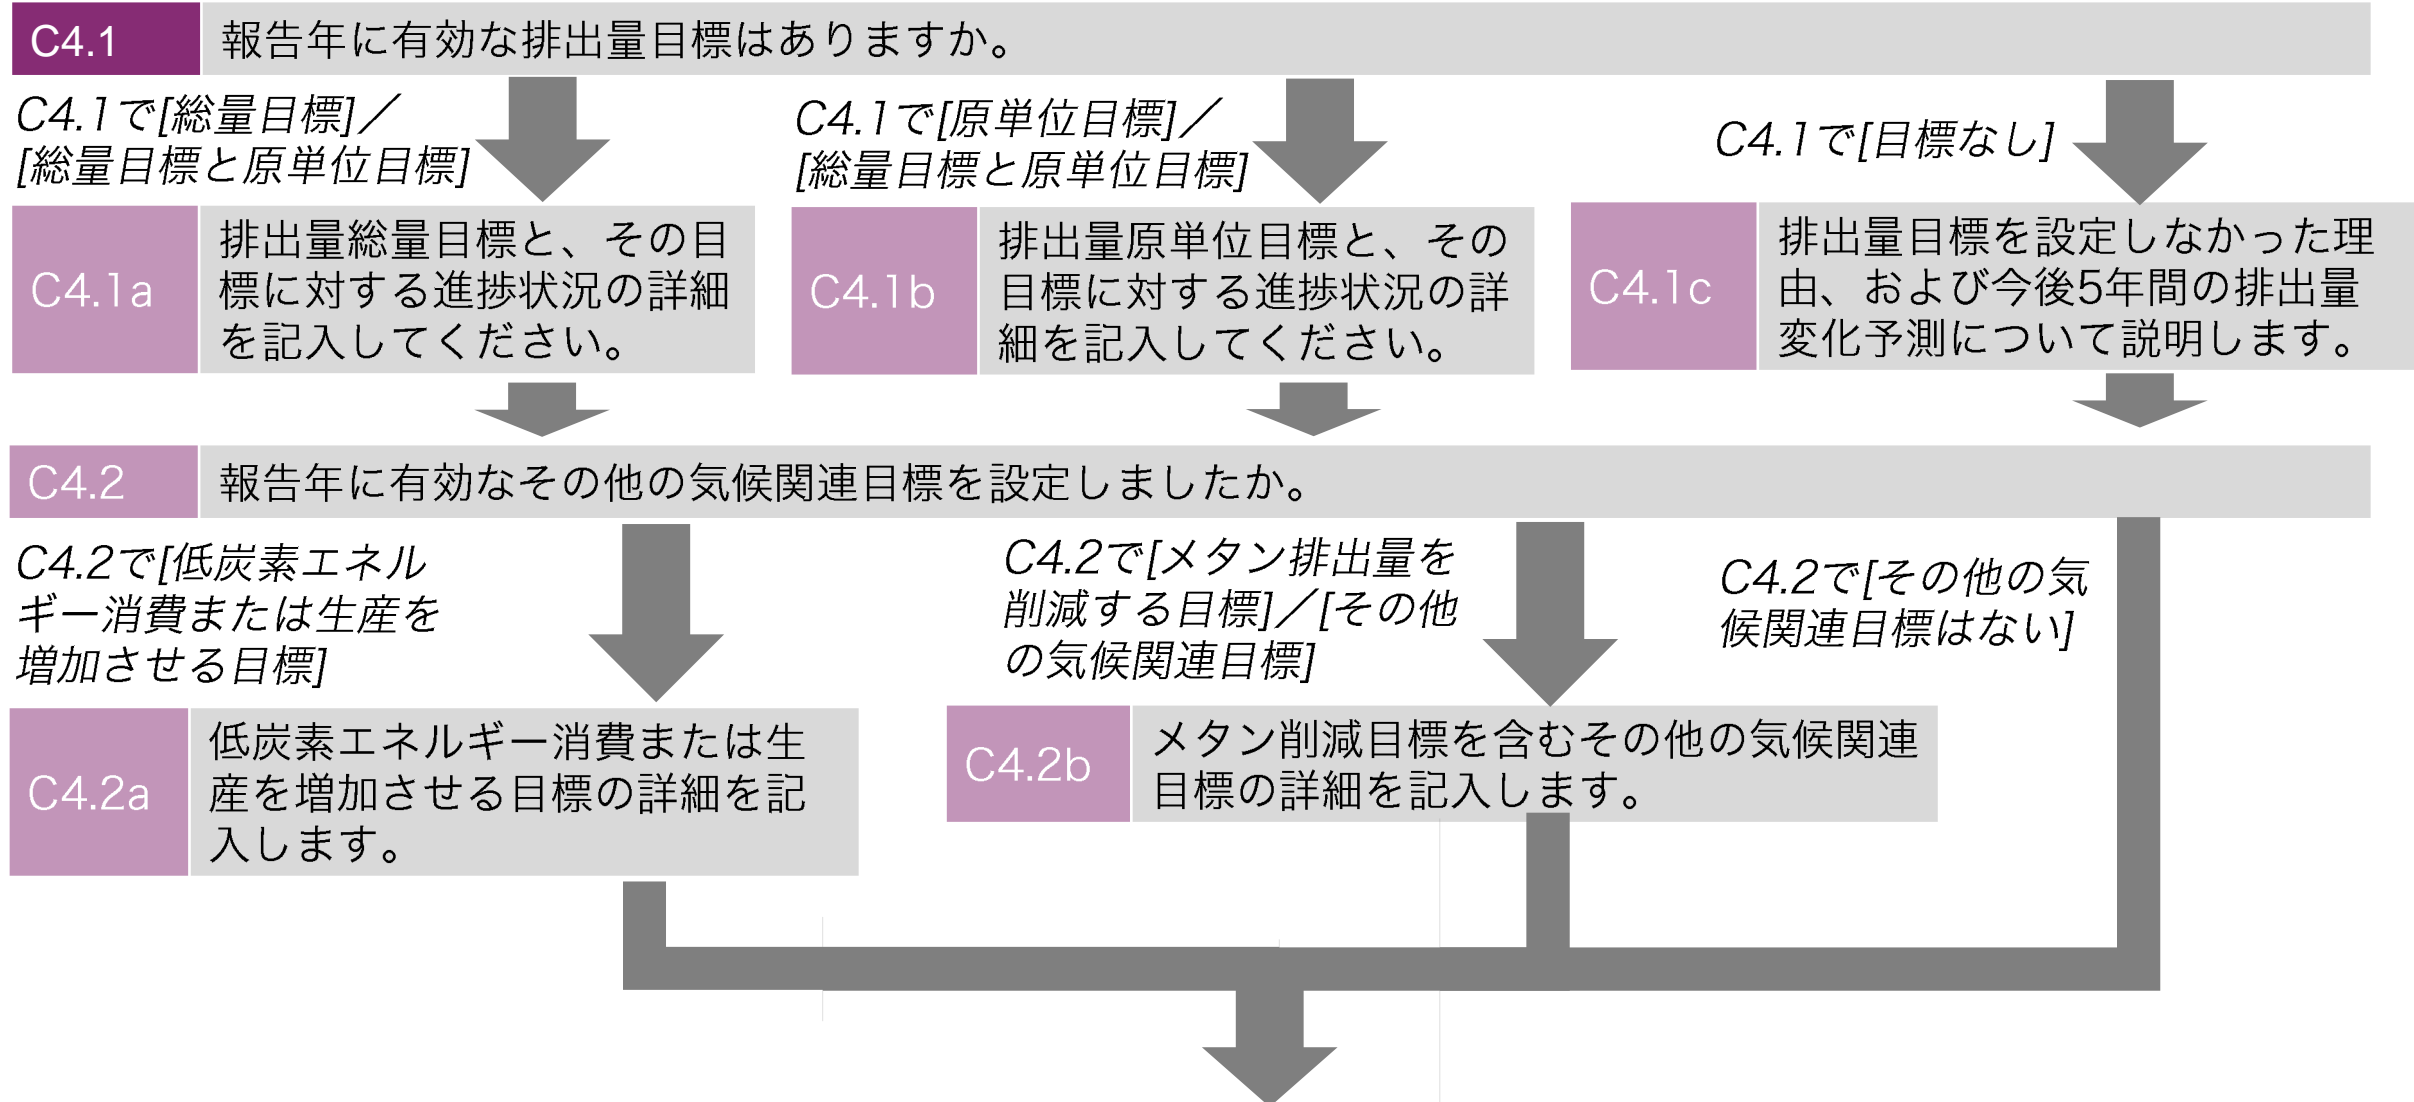 C4.1
報告年に有効な排出量目標はありますか。
C4.1で[総量目標]／
[総量目標と原単位目標]
C4.1で[原単位目標]／
[総量目標と原単位目標]
C4.1で[目標なし]
C4.1a
排出量総量目標と、その目
標に対する進捗状況の詳細
を記入してください。
C4.1b
排出量原単位目標と、その
目標に対する進捗状況の詳
細を記入してください。
C4.1c
排出量目標を設定しなかった理
由、および今後5年間の排出量
変化予測について説明します。
C4.2
報告年に有効なその他の気候関連目標を設定しましたか。
C4.2で[低炭素エネル
ギー消費または生産を
増加させる目標]
C4.2で[メタン排出量を
削減する目標]／[その他
の気候関連目標]
C4.2で[その他の気
候関連目標はない]
C4.2a
低炭素エネルギー消費または生
産を増加させる目標の詳細を記
入します。
C4.2b
メタン削減目標を含むその他の気候関連
目標の詳細を記入します。